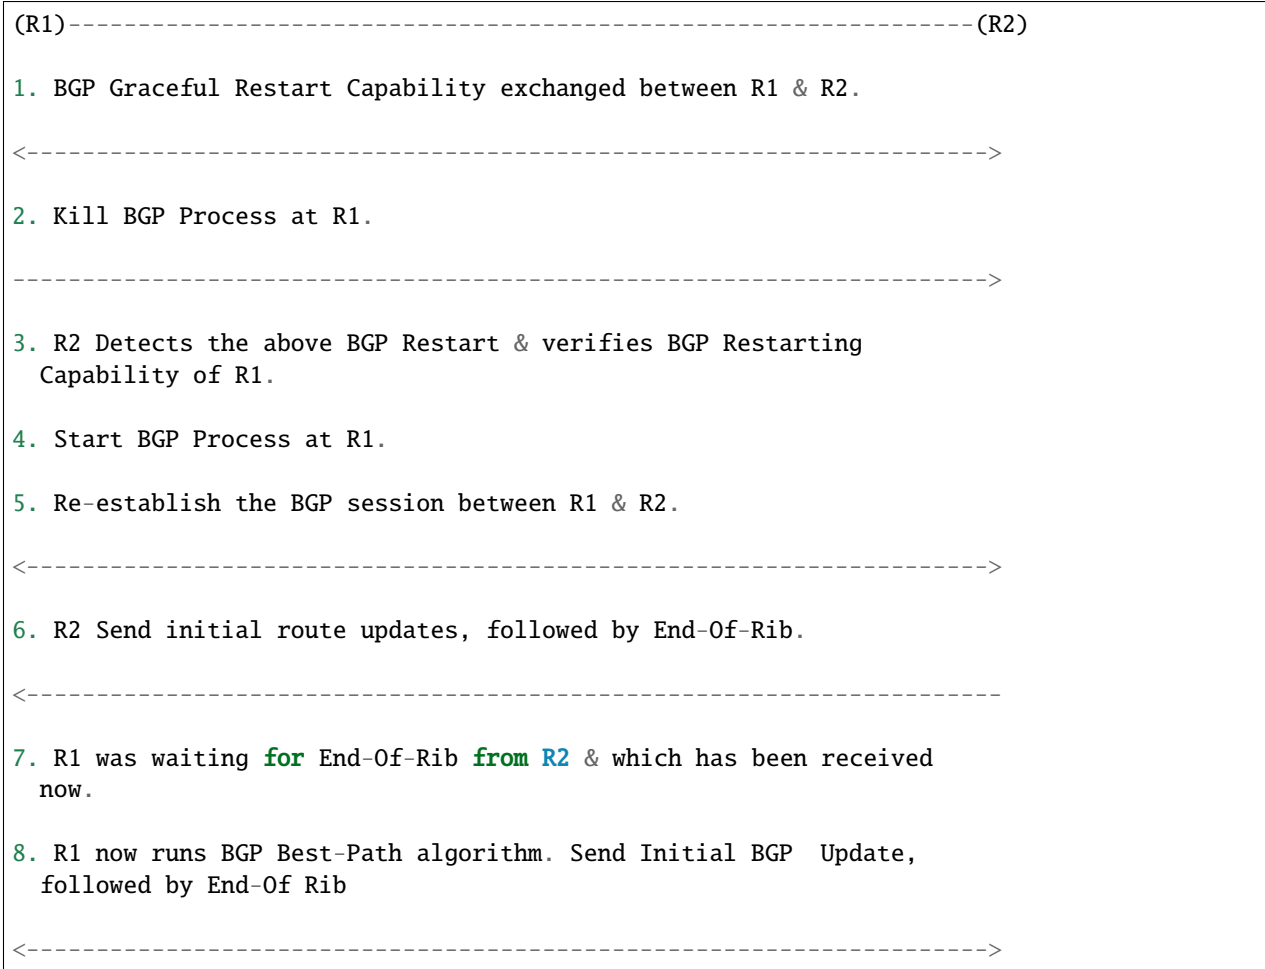 (R1)-----------------------------------------------------------------(R2)
1. BGP Graceful Restart Capability exchanged between R1 & R2.
<--------------------------------------------------------------------->
2. Kill BGP Process at R1.
---------------------------------------------------------------------->
3. R2 Detects the above BGP Restart & verifies BGP Restarting
Capability of R1.
4. Start BGP Process at R1.
5. Re-establish the BGP session between R1 & R2.
<--------------------------------------------------------------------->
6. R2 Send initial route updates, followed by End-Of-Rib.
<----------------------------------------------------------------------
7. R1 was waiting for End-Of-Rib from R2 & which has been received
now.
8. R1 now runs BGP Best-Path algorithm. Send Initial BGP  Update,
followed by End-Of Rib
<--------------------------------------------------------------------->